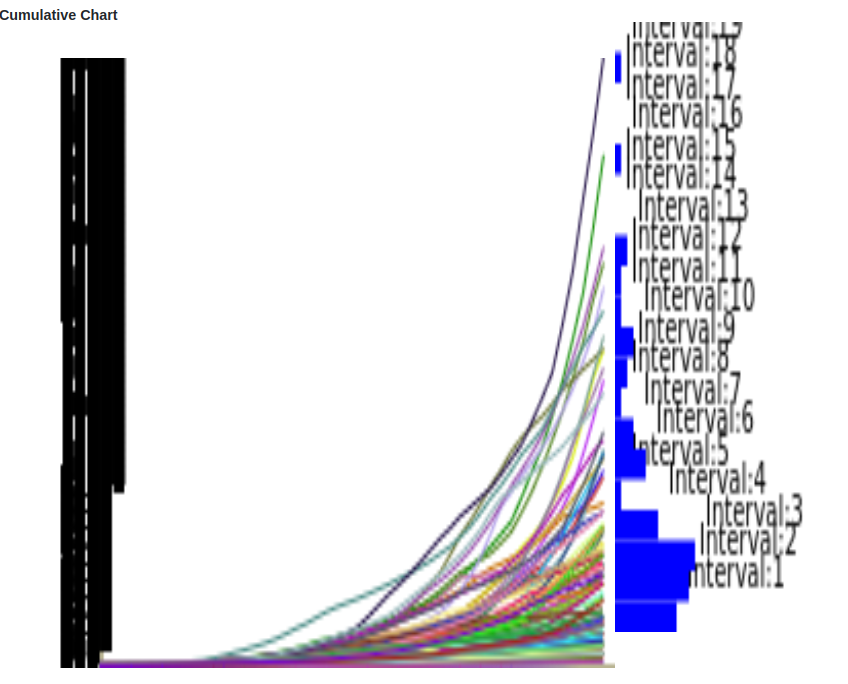 Cumulative Chart
Interval:19
Interval:18
Interval:17
Interval:16
Interval:15
Interval:14
Interval:13
Interval:12
Interval:11
Interval:10
Interval:9
Interval:8
Interval:7
Interval:6
Interval:5
Interval:4
Interval:3
Interval:2
Interval:1